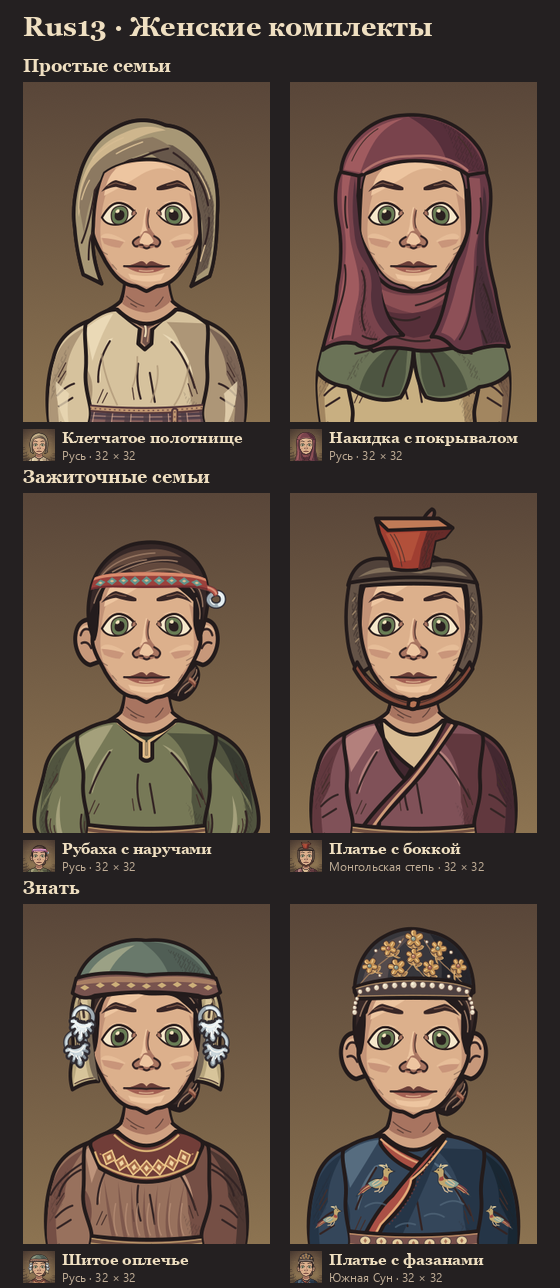 Rus13 · Женские комплекты
Простые семьи
Клетчатое полотнище
Русь · 32 × 32
Накидка с покрывалом
Русь · 32 × 32
Зажиточные семьи
Рубаха с наручами
Русь · 32 × 32
Платье с боккой
Монгольская степь · 32 × 32
Знать
Шитое оплечье
Русь · 32 × 32
Платье с фазанами
Южная Сун · 32 × 32